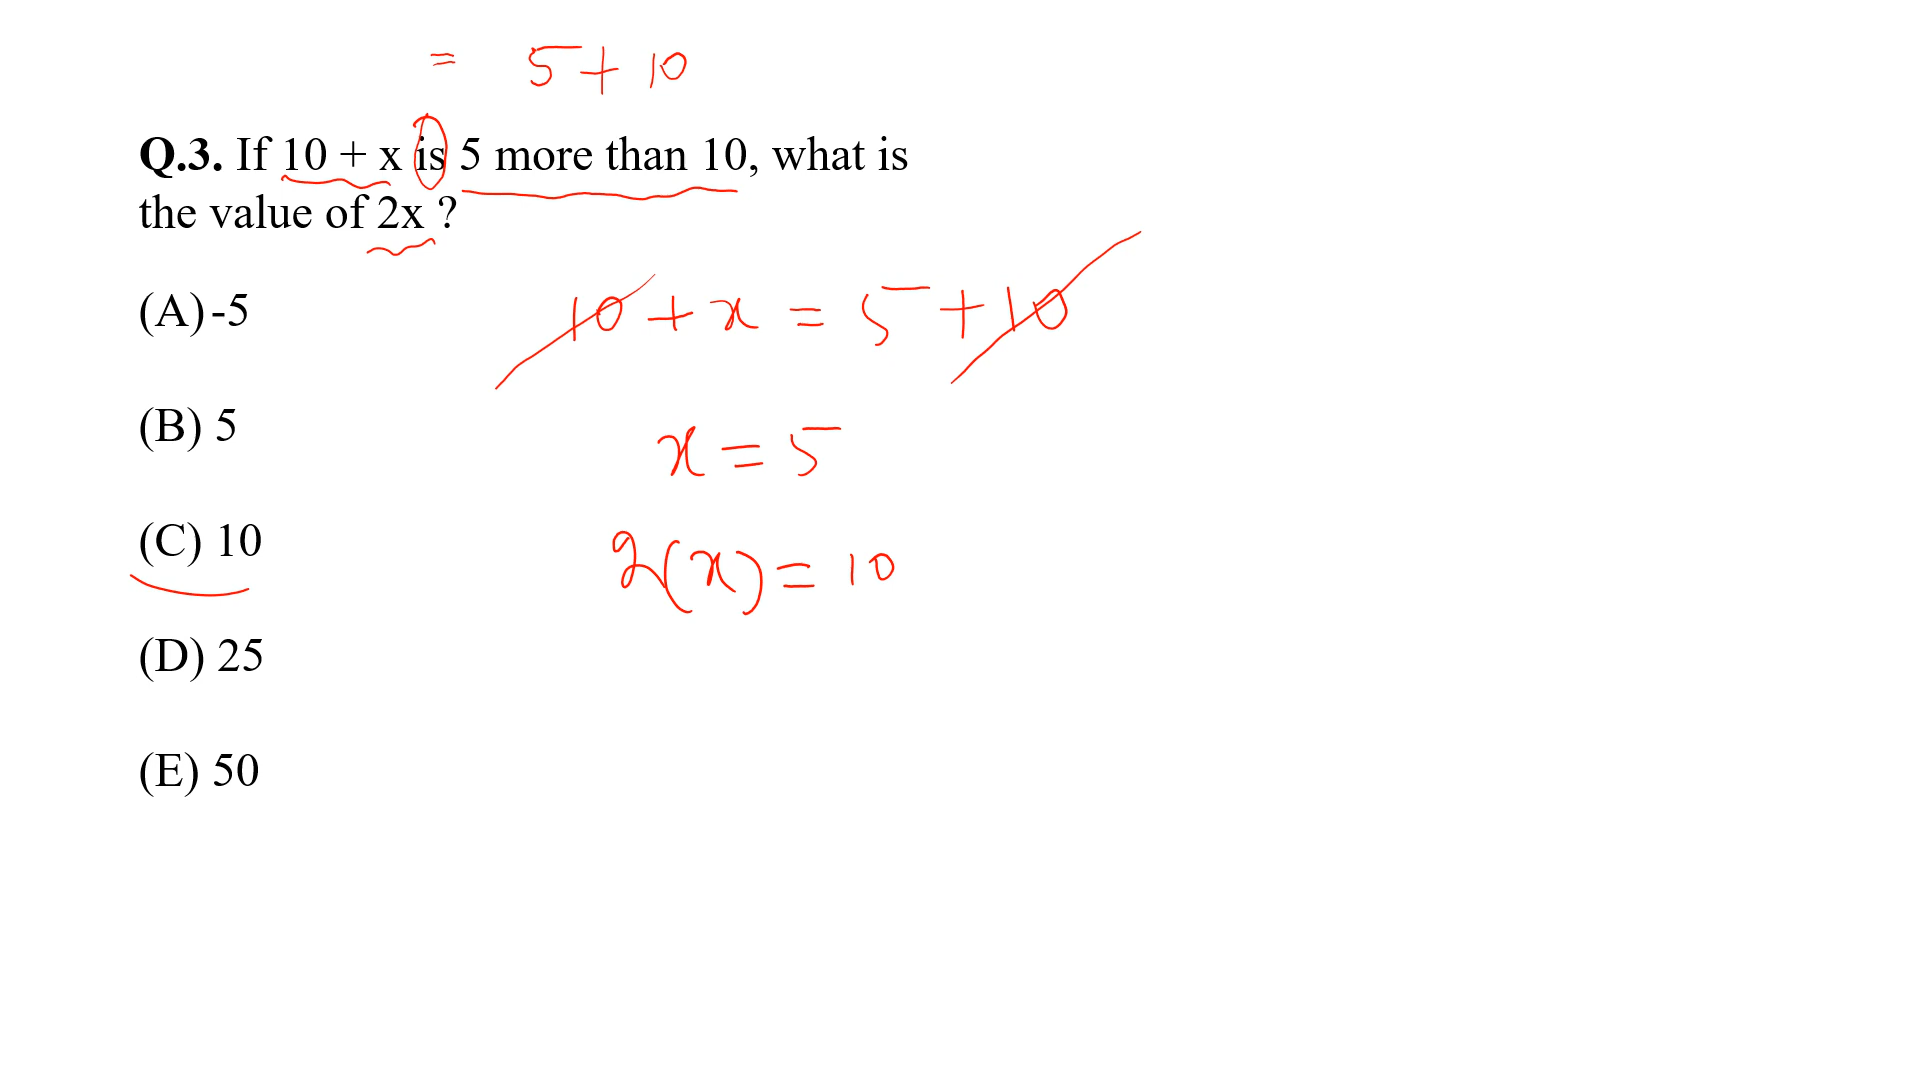 = 5 + 10
Q.3. If 10 + x is 5 more than 10, what is
the value of 2x ?
(A) -5
10 + x = 5 + 10
(B) 5
x = 5
(C) 10
2(x) = 10
(D) 25
(E) 50